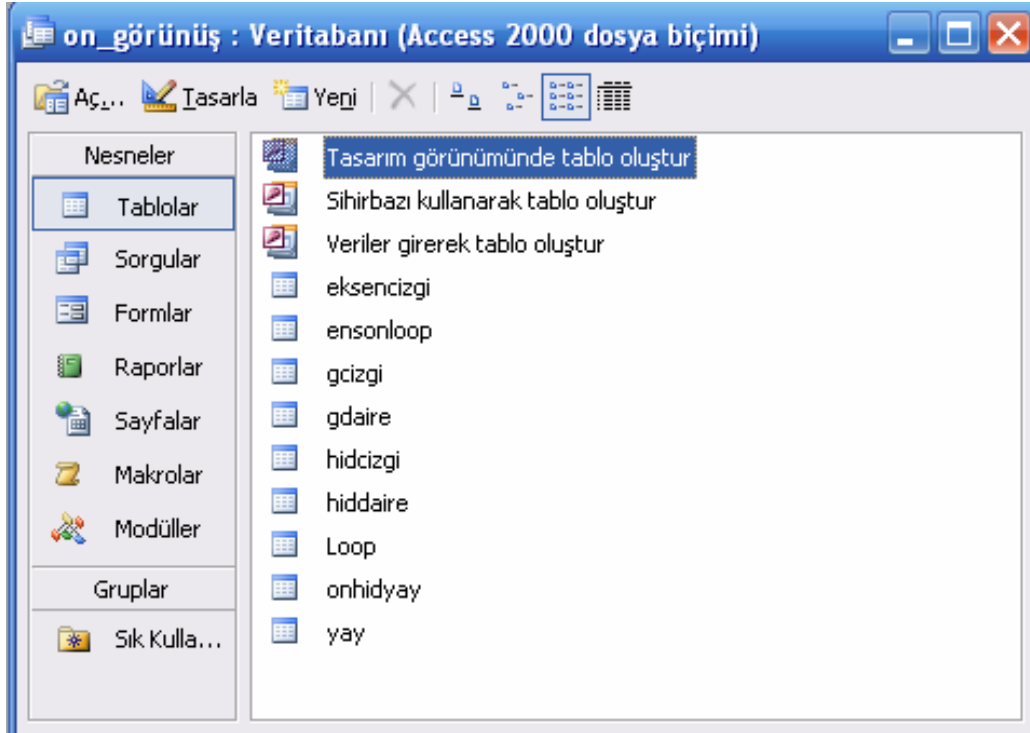 on_görünüş : Veritabanı (Access 2000 dosya biçimi)
Aç... Tasarla Yeni
Nesneler
Tablolar
Sorgular
Formlar
Raporlar
Sayfalar
Makrolar
Modüller
Gruplar
Sık Kulla...
Tasarım görünümünde tablo oluştur
Sihirbazı kullanarak tablo oluştur
Veriler girerek tablo oluştur
eksencizgi
ensonloop
gcizgi
gdaire
hidcizgi
hiddaire
Loop
onhidyay
yay